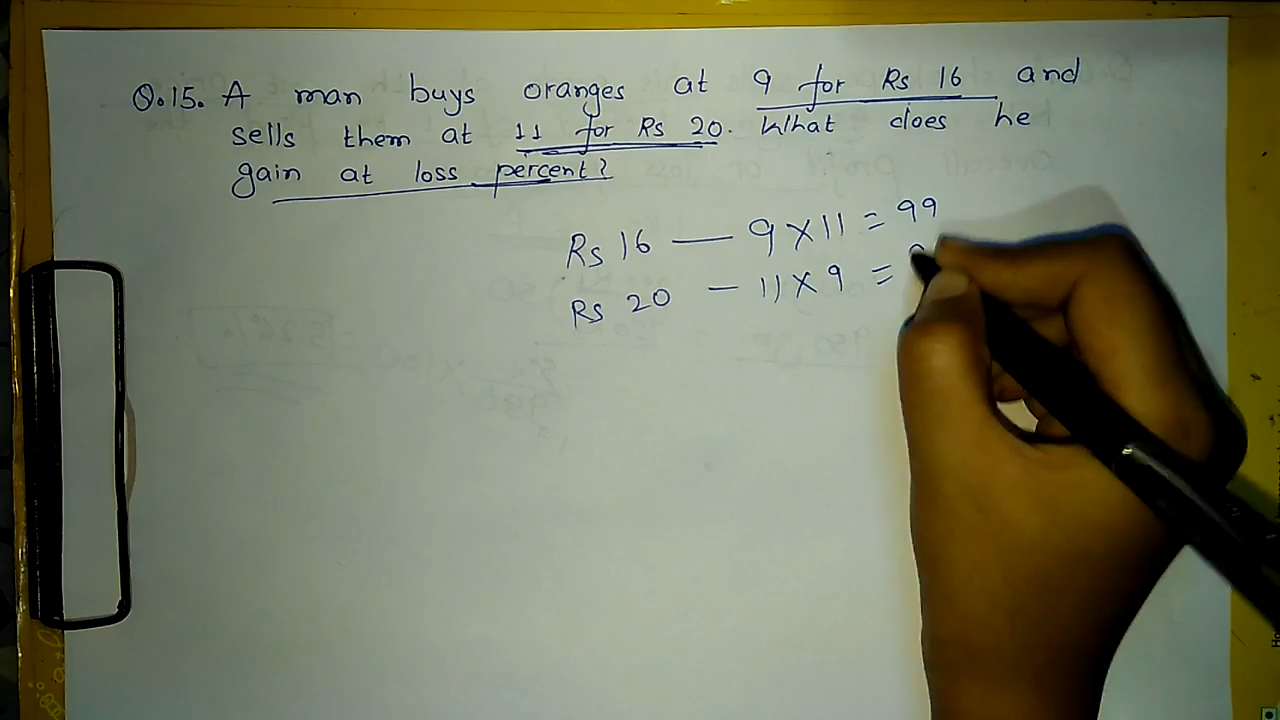 Q.15. A man buys oranges at 9 for Rs 16 and
sells them at 11 for Rs 20. What does he
gain at loss percent?
Rs 16 — 9 × 11 = 99
Rs 20 - 11 × 9 = 9